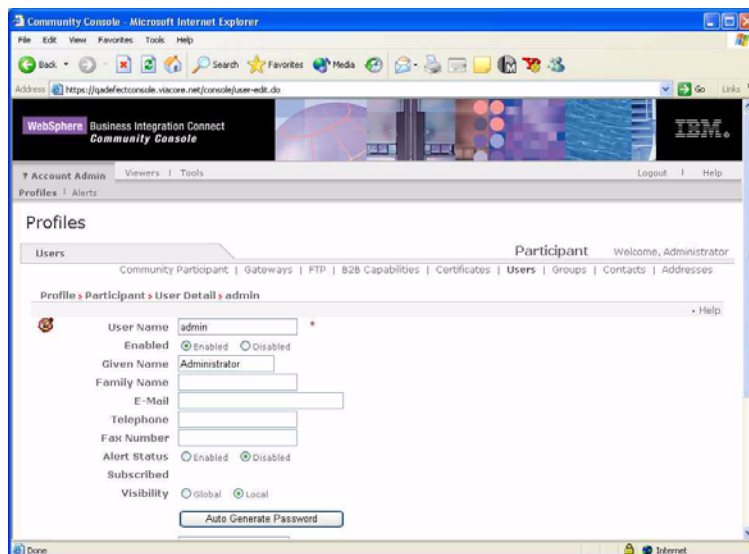 Community Console - Microsoft Internet Explorer
File Edit View Favorites Tools Help
Back Search Favorites Media
Address https://qadefectconsole.viacore.net/console/user-edit.do Go Links
WebSphere Business Integration Connect
Community Console
IBM.
Account Admin Viewers | Tools Logout | Help
Profiles | Alerts
Profiles
Users Participant Welcome, Administrator
Community Participant | Gateways | FTP | B2B Capabilities | Certificates | Users | Groups | Contacts | Addresses
Profile > Participant > User Detail > admin
• Help
User Name admin *
Enabled Enabled Disabled
Given Name Administrator
Family Name
E-Mail
Telephone
Fax Number
Alert Status Enabled Disabled
Subscribed
Visibility Global Local
Auto Generate Password
Done Internet